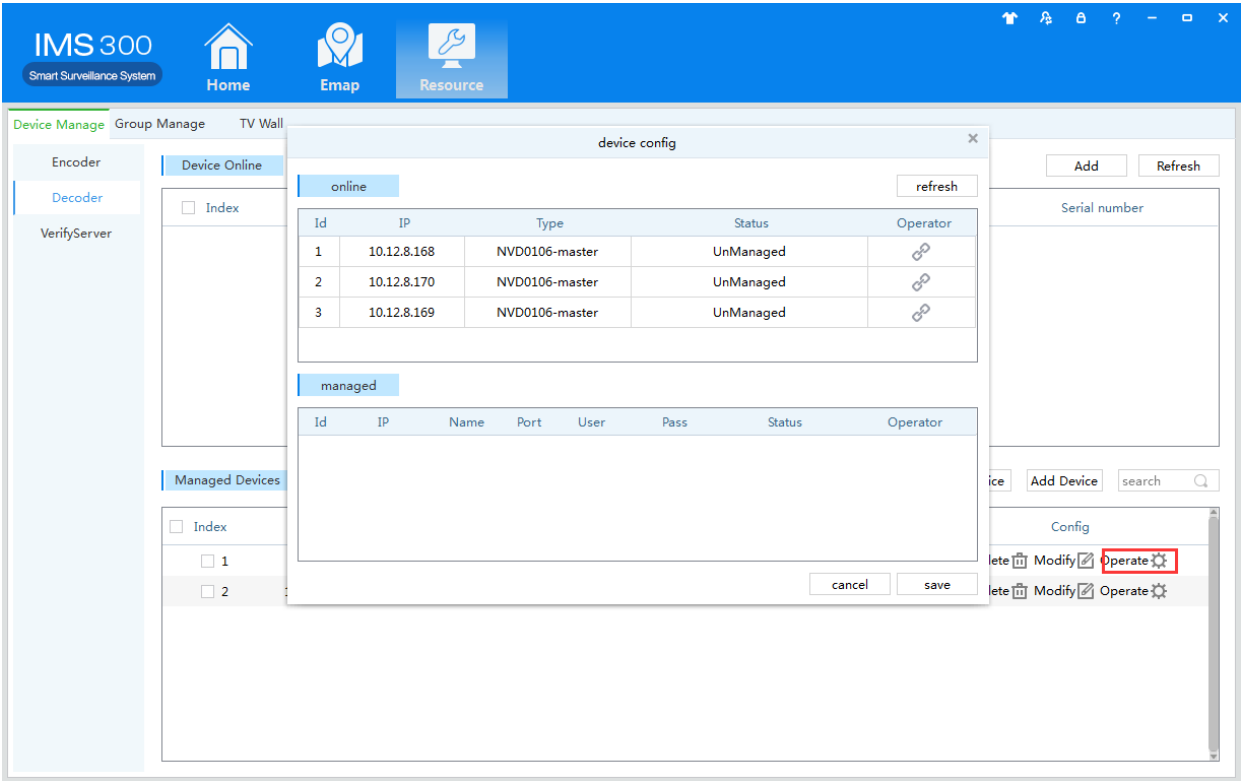 IMS 300
Smart Surveillance System
Home
Emap
Resource
?
Device Manage Group Manage TV Wall
Encoder
Decoder
VerifyServer
Device Online
Add Refresh
Index
Serial number
device config
online
refresh
Id IP Type Status Operator
1 10.12.8.168 NVD0106-master UnManaged
2 10.12.8.170 NVD0106-master UnManaged
3 10.12.8.169 NVD0106-master UnManaged
managed
Id IP Name Port User Pass Status Operator
cancel save
Managed Devices
ice Add Device search
Index Config
1 lete Modify Operate
2 lete Modify Operate